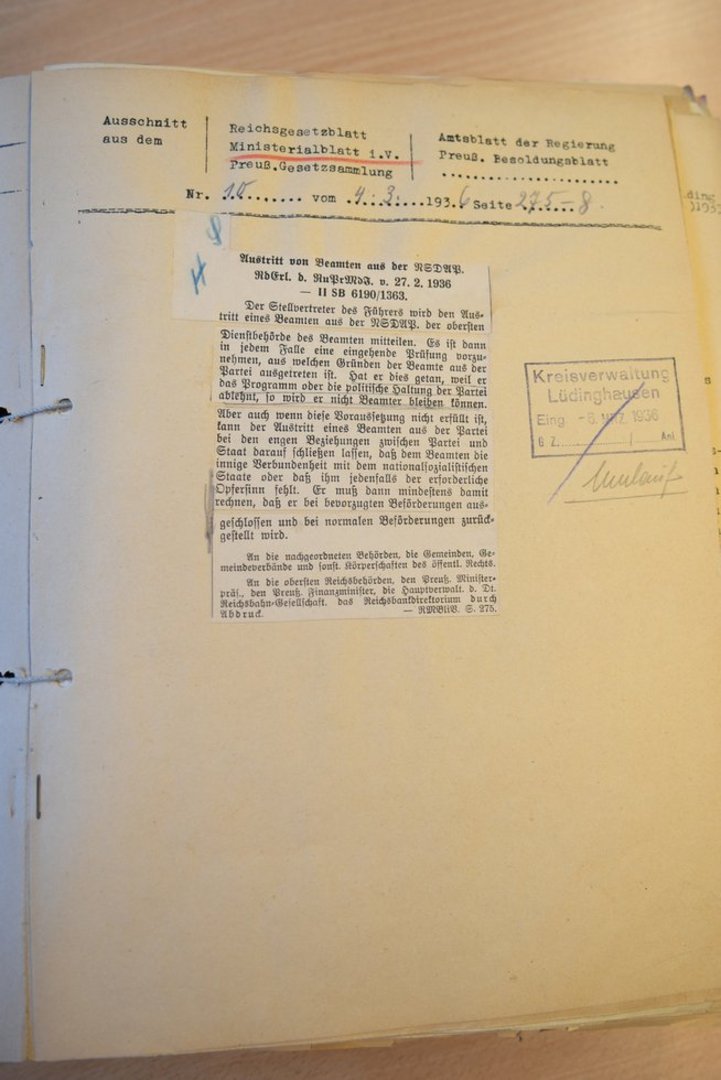 Ausschnitt
aus dem
Reichsgesetzblatt
Ministerialblatt i.V.
Preuß.Gesetzsammlung
Amtsblatt der Regierung
Preuß. Besoldungsblatt
Nr. 10 vom 4. 3. 1936 Seite 275-8.
Austritt von Beamten aus der NSDAP.
RdErl. d. RuPrMdJ. v. 27. 2. 1936
— II SB 6190/1363.
Der Stellvertreter des Führers wird den Aus-
tritt eines Beamten aus der NSDAP. der obersten
Dienstbehörde des Beamten mitteilen. Es ist dann
in jedem Falle eine eingehende Prüfung vorzu-
nehmen, aus welchen Gründen der Beamte aus der
Partei ausgetreten ist. Hat er dies getan, weil er
das Programm oder die politische Haltung der Partei
ablehnt, so wird er nicht Beamter bleiben können.
Aber auch wenn diese Voraussetzung nicht erfüllt ist,
kann der Austritt eines Beamten aus der Partei
bei den engen Beziehungen zwischen Partei und
Staat darauf schließen lassen, daß dem Beamten die
innige Verbundenheit mit dem nationalsozialistischen
Staate oder daß ihm jedenfalls der erforderliche
Opfersinn fehlt. Er muß dann mindestens damit
rechnen, daß er bei bevorzugten Beförderungen aus-
geschlossen und bei normalen Beförderungen zurück-
gestellt wird.
An die nachgeordneten Behörden, die Gemeinden, Ge-
meindeverbände und sonst. Körperschaften des öffentl. Rechts.
An die obersten Reichsbehörden, den Preuß. Minister-
präs., den Preuß. Finanzminister, die Hauptverwalt. d. Dt.
Reichsbahn-Gesellschaft, das Reichsbankdirektorium durch
Abdruck. — RMBliV. S. 275.
Kreisverwaltung
Lüdinghausen
Eing -6. MRZ. 1936
G Z. / Anl